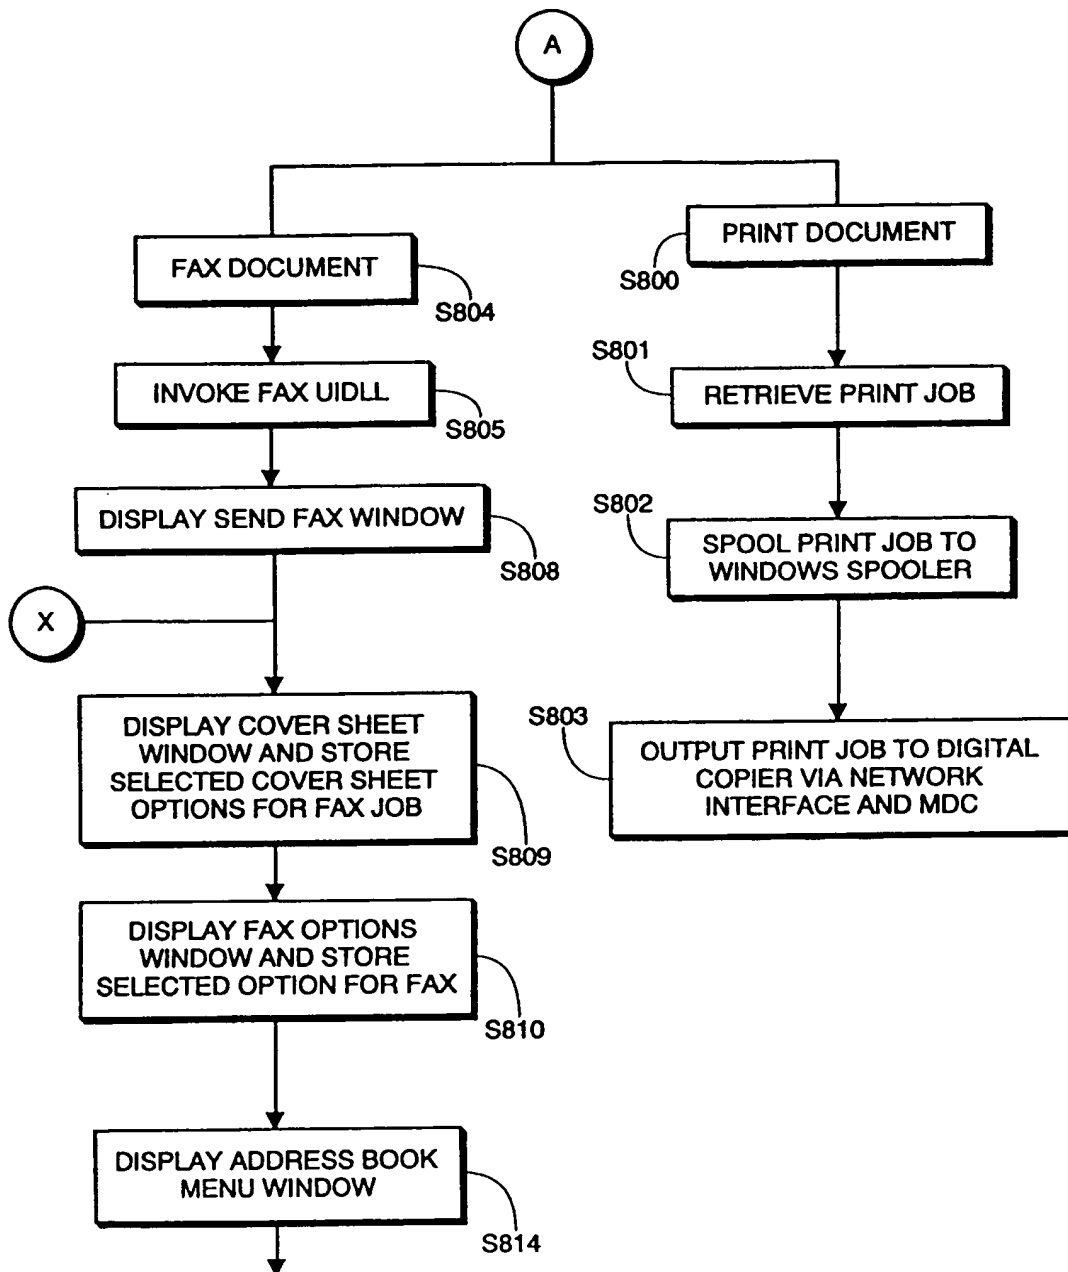 A
FAX DOCUMENT
S804
INVOKE FAX UIDLL
S805
DISPLAY SEND FAX WINDOW
S808
X
DISPLAY COVER SHEET
WINDOW AND STORE
SELECTED COVER SHEET
OPTIONS FOR FAX JOB
S809
DISPLAY FAX OPTIONS
WINDOW AND STORE
SELECTED OPTION FOR FAX
S810
DISPLAY ADDRESS BOOK
MENU WINDOW
S814
PRINT DOCUMENT
S800
S801
RETRIEVE PRINT JOB
S802
SPOOL PRINT JOB TO
WINDOWS SPOOLER
S803
OUTPUT PRINT JOB TO DIGITAL
COPIER VIA NETWORK
INTERFACE AND MDC